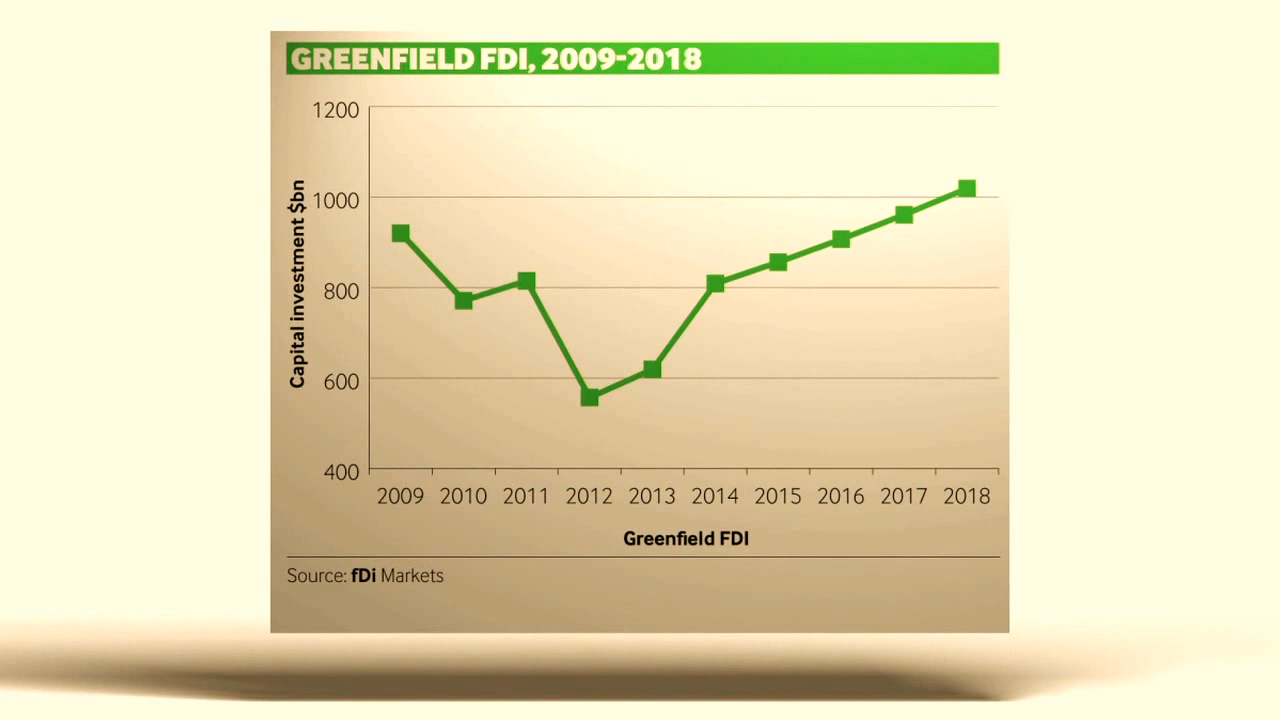 GREENFIELD FDI, 2009-2018
Capital investment $bn
1200
1000
800
600
400
2009 2010 2011 2012 2013 2014 2015 2016 2017 2018
Greenfield FDI
Source: fDi Markets